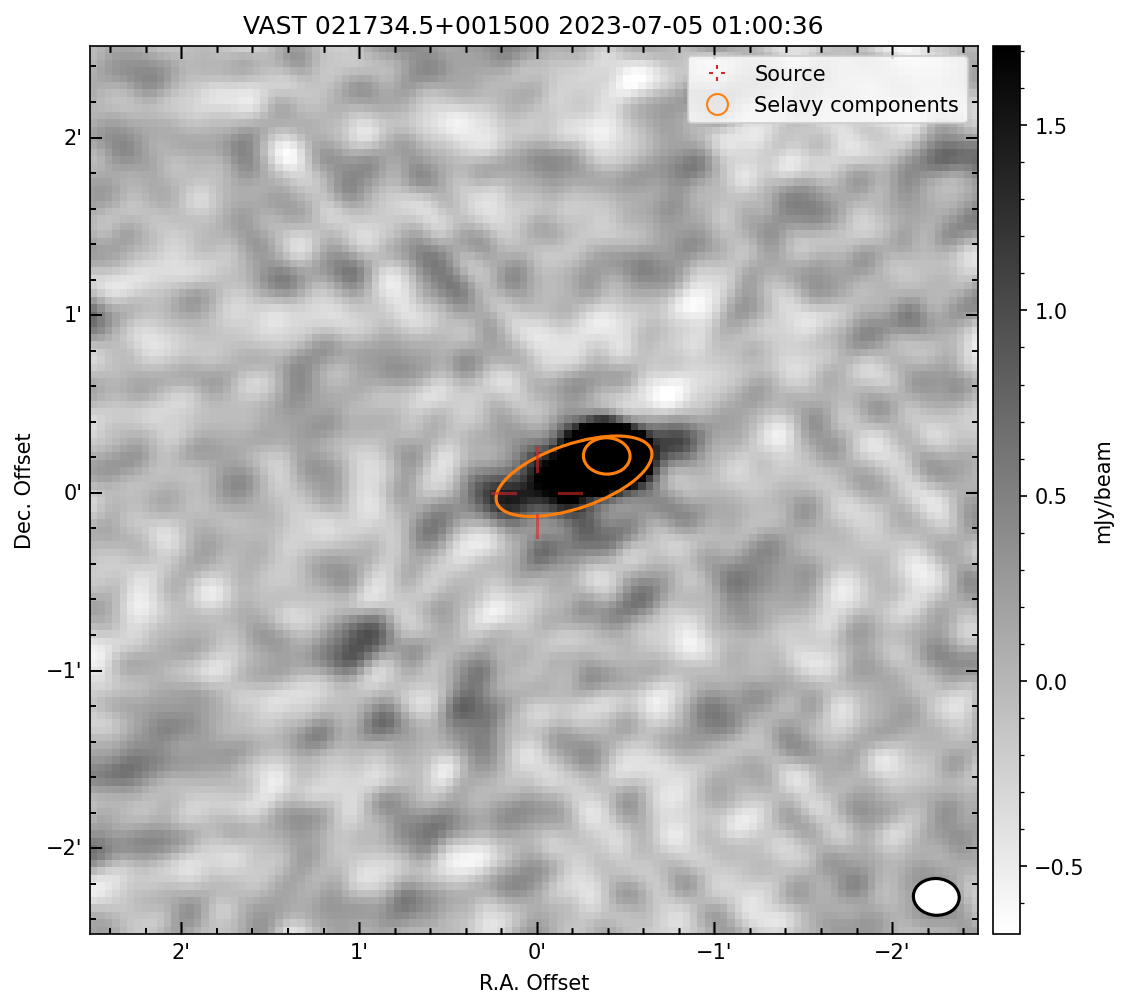 VAST 021734.5+001500 2023-07-05 01:00:36
Source
Selavy components
2'
1'
0'
−1'
−2'
Dec. Offset
2'
1'
0'
−1'
−2'
R.A. Offset
1.5
1.0
0.5
0.0
−0.5
mJy/beam